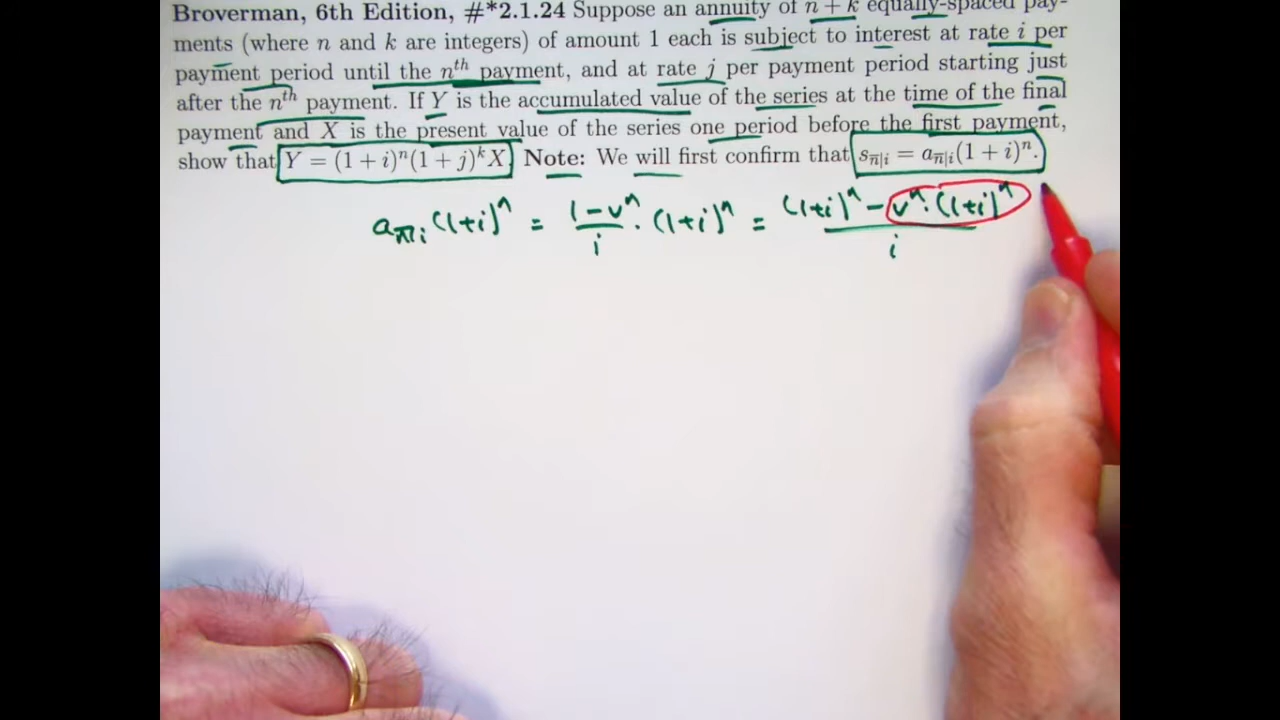 Broverman, 6th Edition, #*2.1.24 Suppose an annuity of n + k equally-spaced pay-
ments (where n and k are integers) of amount 1 each is subject to interest at rate i per
payment period until the nth payment, and at rate j per payment period starting just
after the nth payment. If Y is the accumulated value of the series at the time of the final
payment and X is the present value of the series one period before the first payment,
show that Y = (1 + i)^n(1 + j)^k X. Note: We will first confirm that s_n̅|i = a_n̅|i(1 + i)^n.
a_n̅|i (1+i)^n = (1-v^n)/i · (1+i)^n = ((1+i)^n - v^n · (1+i)^n)/i